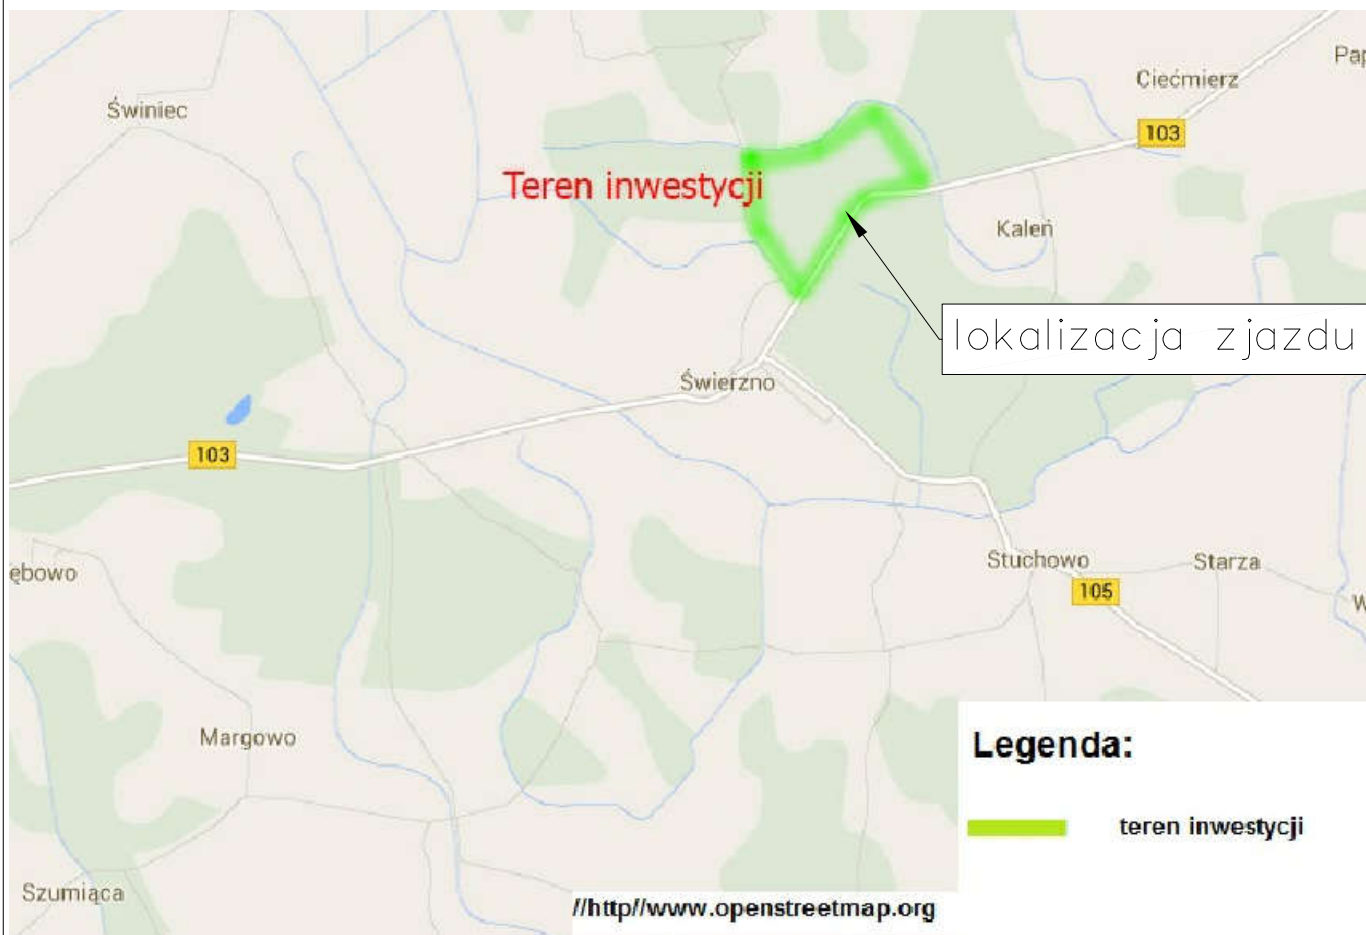 Pap
Ciećmierz
Świniec
103
Teren inwestycji
Kaleń
lokalizacja zjazdu
Świerzno
103
Stuchowo
Starza
ębowo
105
W
Margowo
Legenda:
teren inwestycji
Szumiąca
//http//www.openstreetmap.org